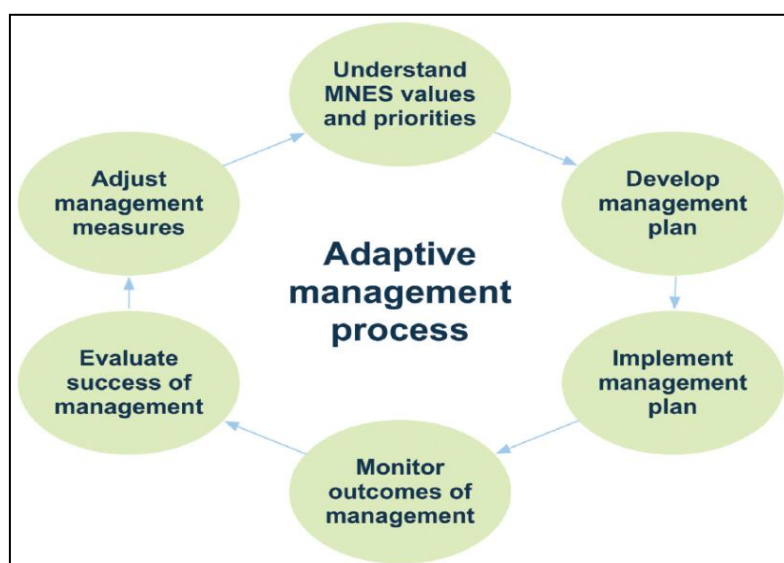 Understand
MNES values
and priorities
Adjust
management
measures
Develop
management
plan
Adaptive
management
process
Evaluate
success of
management
Implement
management
plan
Monitor
outcomes of
management